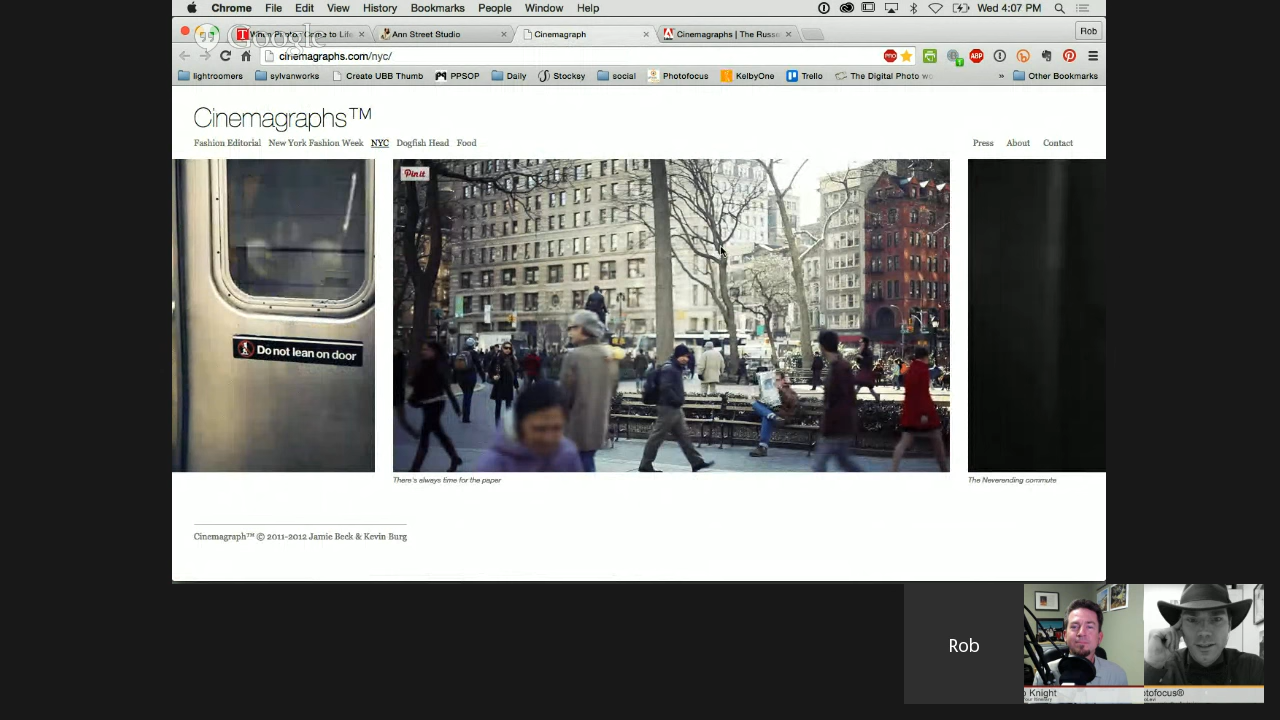 Chrome File Edit View History Bookmarks People Window Help Wed 4:07 PM
Google
Ann Street Studio Cinemagraph Cinemagraphs | The Russe Rob
cinemagraphs.com/nyc/
lightroomers sylvanworks Create UBB Thumb PPSOP Daily Stocksy social Photofocus KelbyOne Trello The Digital Photo » Other Bookmarks
Cinemagraphs™
Fashion Editorial New York Fashion Week NYC Dogfish Head Food Press About Contact
Pin it
Do not lean on door
There's always time for the paper The Neverending commute
Cinemagraph™ © 2011-2012 Jamie Beck & Kevin Burg
Rob
Knight
otofocus®